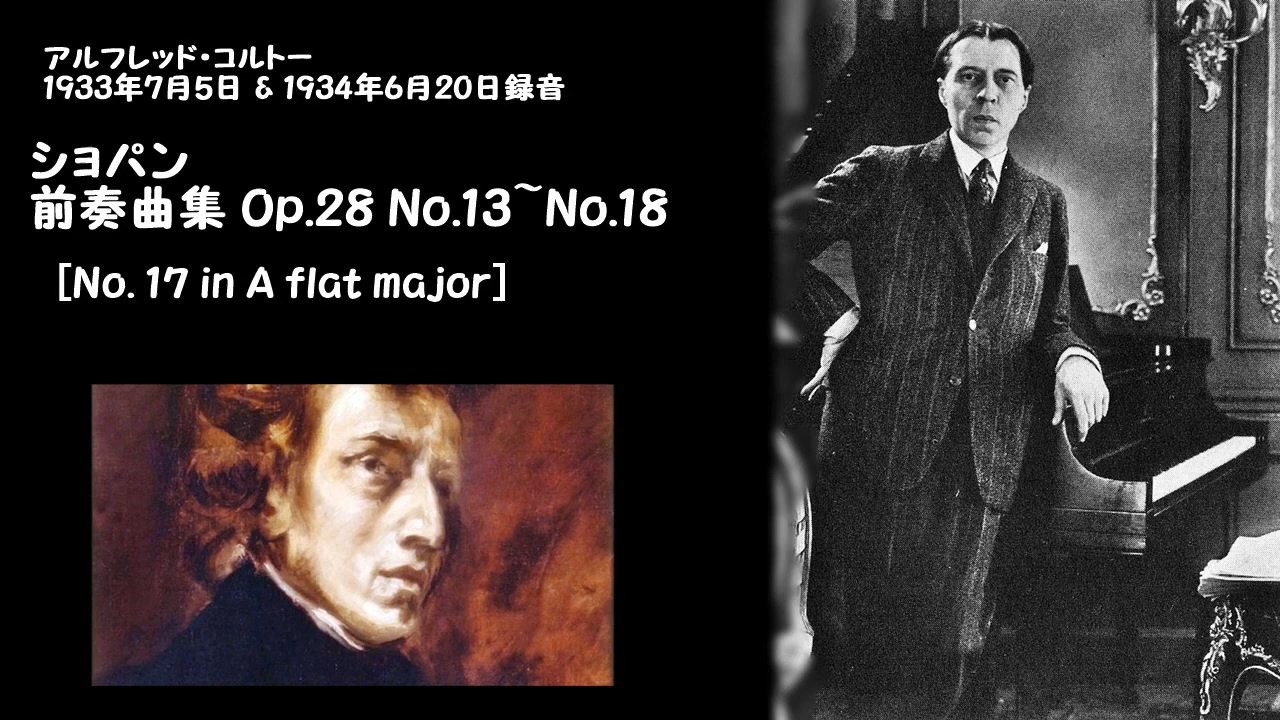 アルフレッド・コルトー
1933年7月5日 & 1934年6月20日録音
ショパン
前奏曲集 Op.28 No.13~No.18
[No. 17 in A flat major]